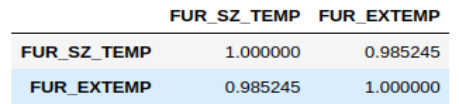 FUR_SZ_TEMP FUR_EXTEMP
FUR_SZ_TEMP 1.000000 0.985245
FUR_EXTEMP 0.985245 1.000000